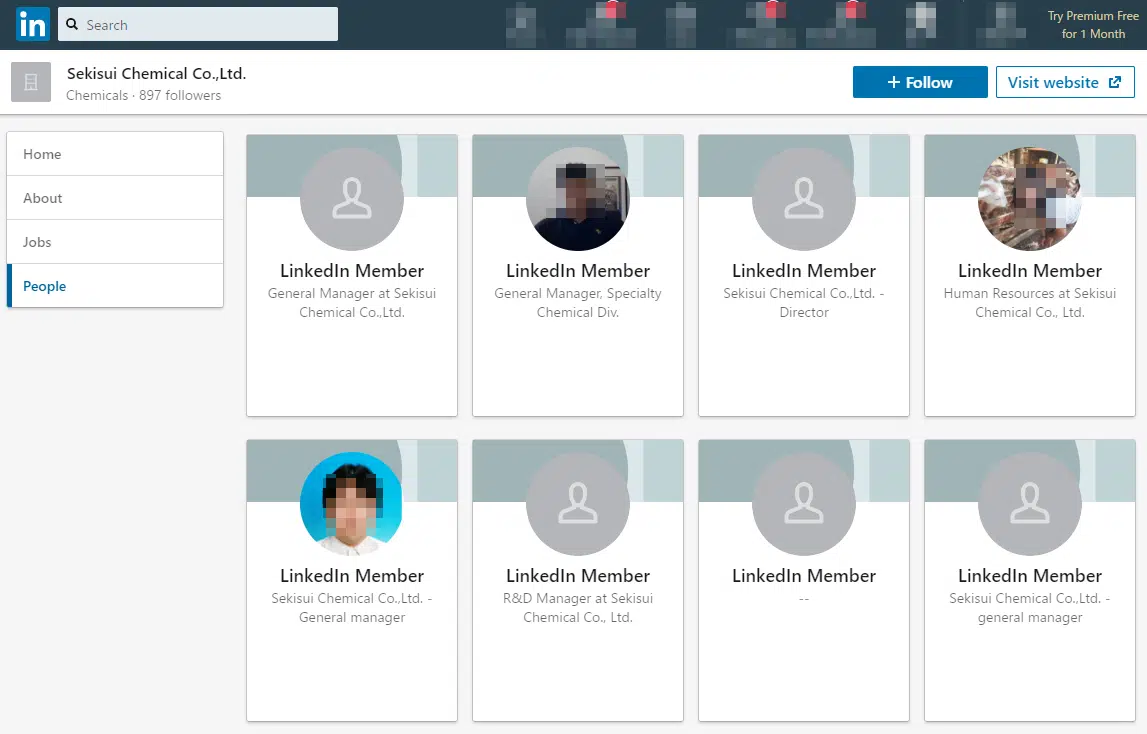 in
Search
Try Premium Free
for 1 Month
Sekisui Chemical Co.,Ltd.
Chemicals · 897 followers
+ Follow
Visit website
Home
About
Jobs
People
LinkedIn Member
General Manager at Sekisui
Chemical Co.,Ltd.
LinkedIn Member
General Manager, Specialty
Chemical Div.
LinkedIn Member
Sekisui Chemical Co.,Ltd. -
Director
LinkedIn Member
Human Resources at Sekisui
Chemical Co., Ltd.
LinkedIn Member
Sekisui Chemical Co.,Ltd. -
General manager
LinkedIn Member
R&D Manager at Sekisui
Chemical Co., Ltd.
LinkedIn Member
--
LinkedIn Member
Sekisui Chemical Co.,Ltd. -
general manager